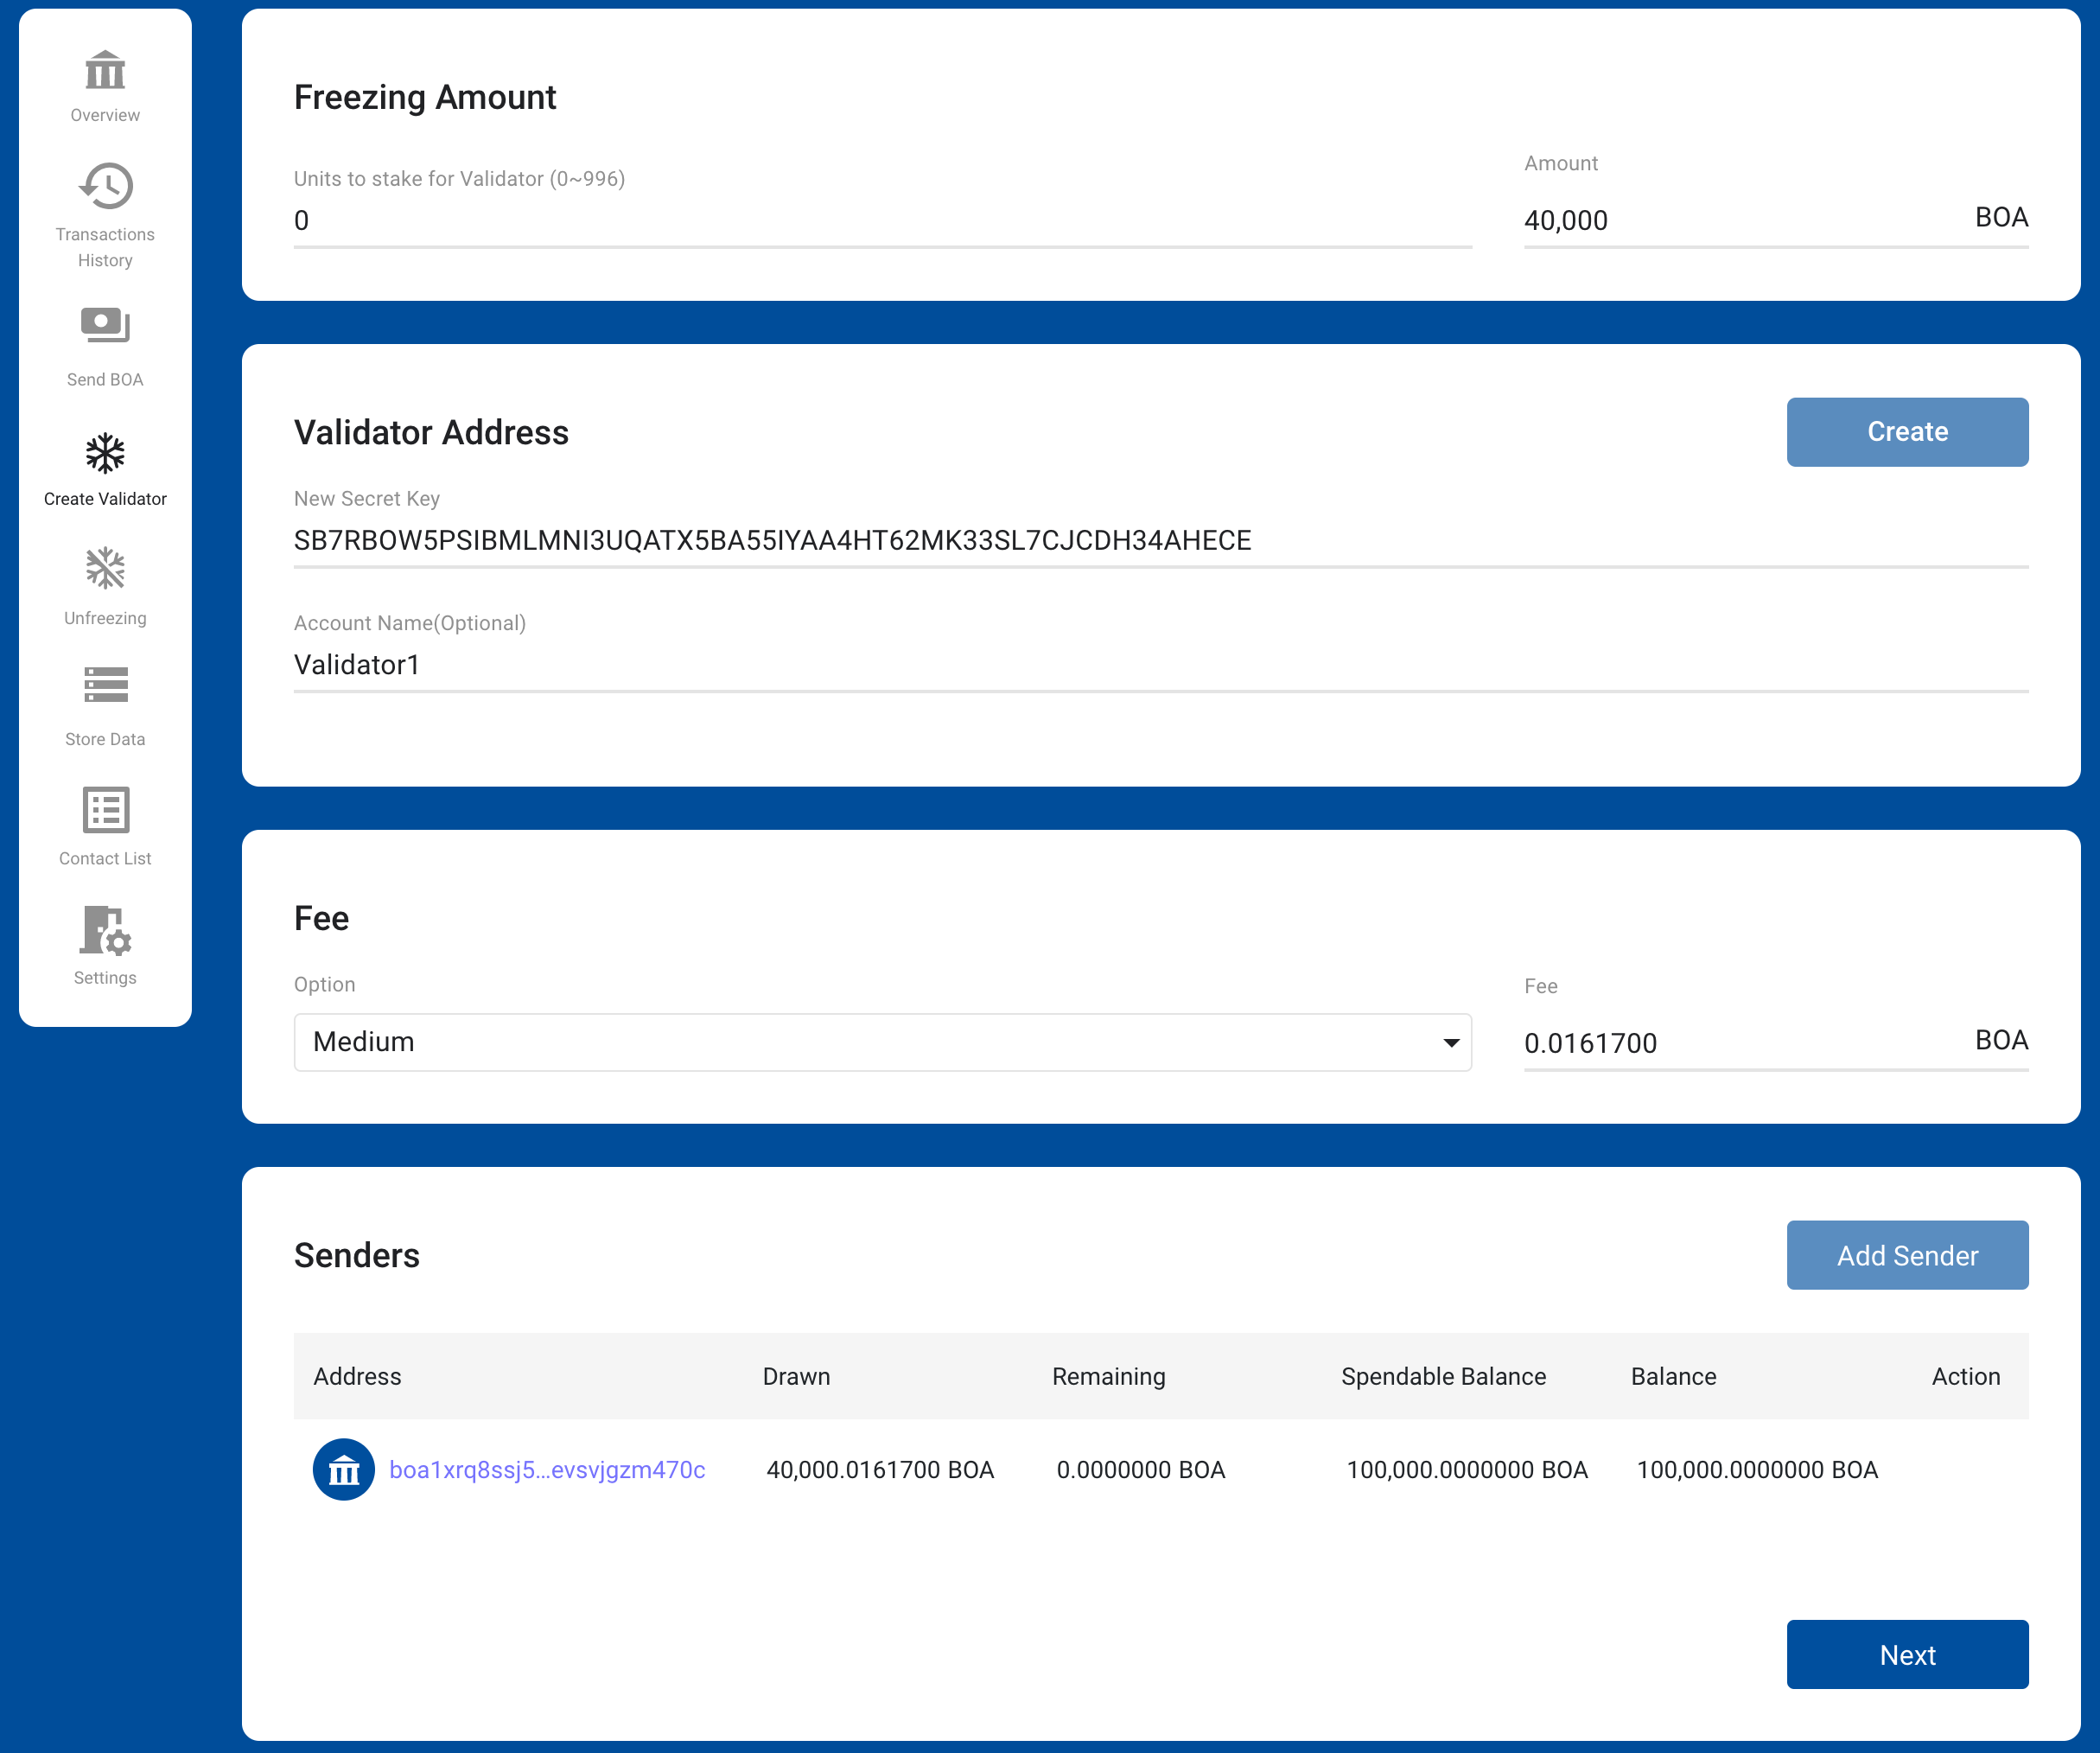 Overview
Transactions
History
Send BOA
Create Validator
Unfreezing
Store Data
Contact List
Settings
Freezing Amount
Units to stake for Validator (0~996)
0
Amount
40,000 BOA
Validator Address
Create
New Secret Key
SB7RBOW5PSIBMLMNI3UQATX5BA55IYAA4HT62MK33SL7CJCDH34AHECE
Account Name(Optional)
Validator1
Fee
Option
Medium
Fee
0.0161700 BOA
Senders
Add Sender
Address Drawn Remaining Spendable Balance Balance Action
boa1xrq8ssj5...evsvjgzm470c 40,000.0161700 BOA 0.0000000 BOA 100,000.0000000 BOA 100,000.0000000 BOA
Next